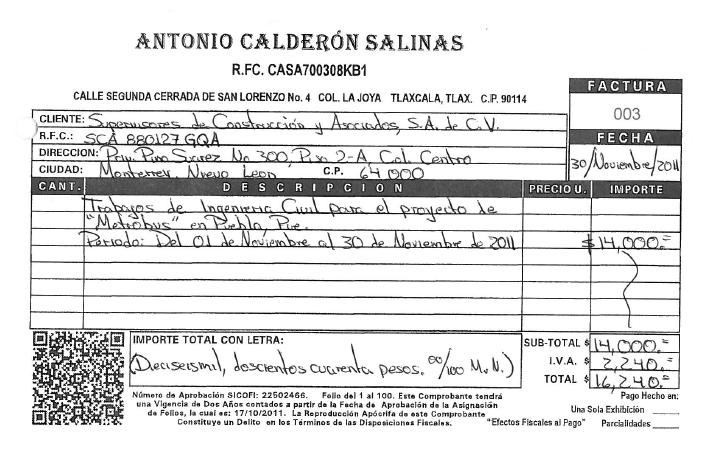 ANTONIO CALDERÓN SALINAS
R.FC. CASA700308KB1
CALLE SEGUNDA CERRADA DE SAN LORENZO No. 4 COL. LA JOYA TLAXCALA, TLAX. C.P. 90114
FACTURA
003
FECHA
30/Noviembre/2011
CLIENTE: Supervisores de Construcción y Asociados, S.A. de C.V.
R.F.C.: SCA 880127 GQA
DIRECCION: Priv. Pino Suarez No 300, Piso 2-A, Col. Centro
CIUDAD: Monterrey, Nuevo Leon C.P. 64000
CANT. DESCRIPCION PRECIO U. IMPORTE
Trabajos de Ingenieria Civil para el proyecto de
"Metrobus" en Puebla, Pue.
Periodo: Del 01 de Noviembre al 30 de Noviembre de 2011 $14,000.=
IMPORTE TOTAL CON LETRA:
(Dieciseismil, doscientos cuarenta pesos. 00/100 M.N.)
SUB-TOTAL $ 14,000.=
I.V.A. $ 2,240.=
TOTAL $ 16,240.=
Número de Aprobación SICOFI: 22502466. Folio del 1 al 100. Este Comprobante tendrá
una Vigencia de Dos Años contados a partir de la Fecha de Aprobación de la Asignación
de Folios, la cual es: 17/10/2011. La Reproducción Apócrifa de este Comprobante
Constituye un Delito en los Términos de las Disposiciones Fiscales.
"Efectos Fiscales al Pago"
Pago Hecho en:
Una Sola Exhibición
Parcialidades